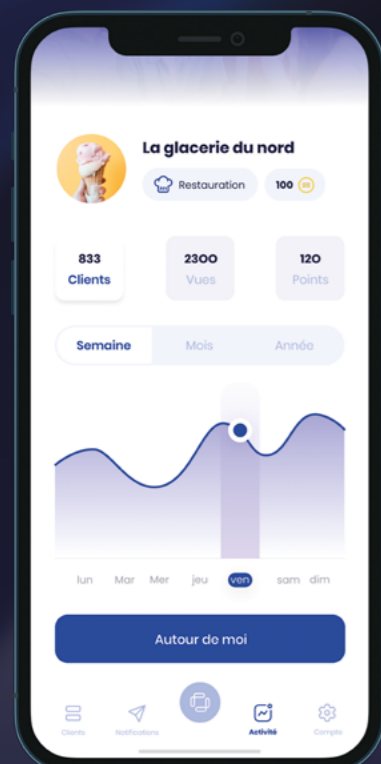 La glacerie du nord
Restauration 100
833 2300 120
Clients Vues Points
Semaine Mois Année
lun Mar Mer jeu ven sam dim
Autour de moi
Clients Notifications Activité Compte